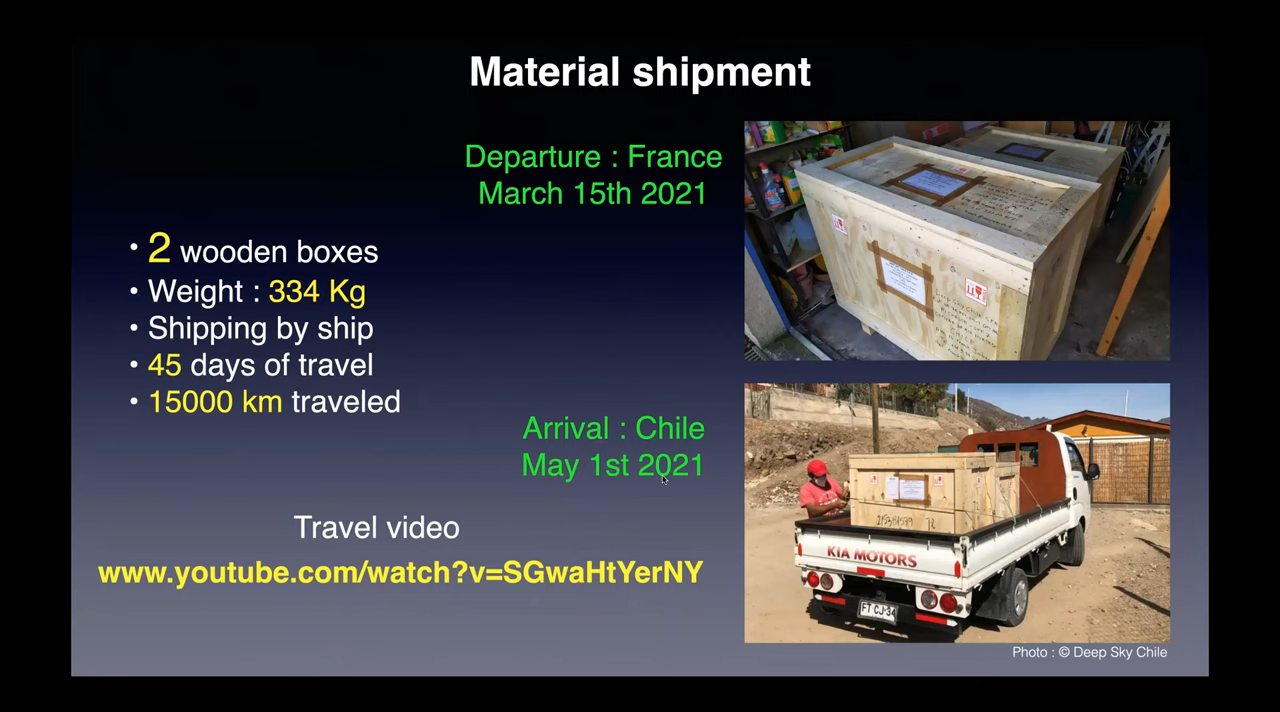 Material shipment
Departure : France
March 15th 2021
• 2 wooden boxes
• Weight : 334 Kg
• Shipping by ship
• 45 days of travel
• 15000 km traveled
Arrival : Chile
May 1st 2021
Travel video
www.youtube.com/watch?v=SGwaHtYerNY
KIA MOTORS
Photo : © Deep Sky Chile